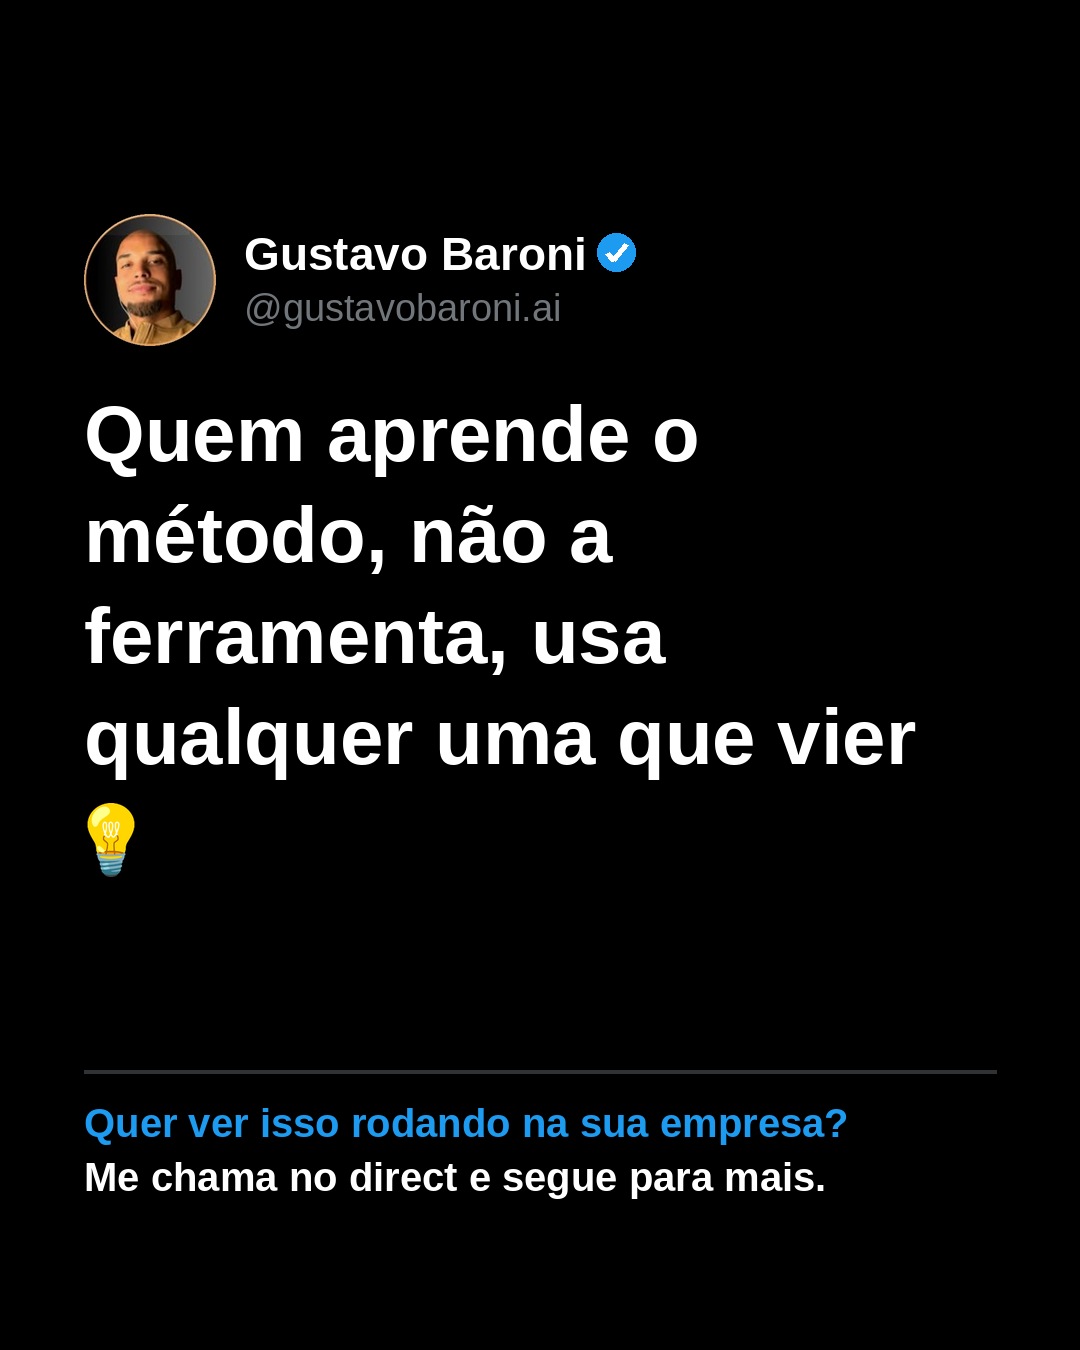 Gustavo Baroni
@gustavobaroni.ai
Quem aprende o
método, não a
ferramenta, usa
qualquer uma que vier
💡
Quer ver isso rodando na sua empresa?
Me chama no direct e segue para mais.